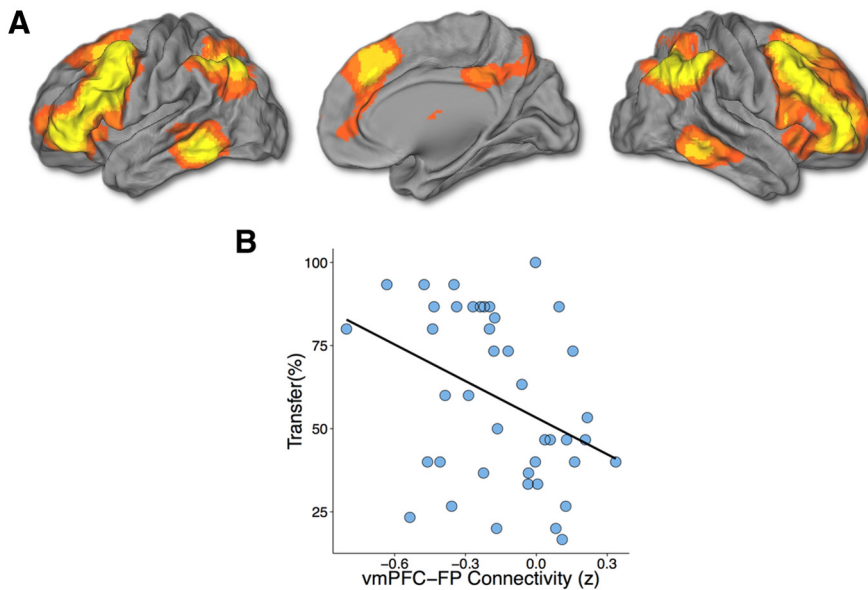 A
B
100
75
50
25
Transfer(%)
−0.6 −0.3 0.0 0.3
vmPFC−FP Connectivity (z)